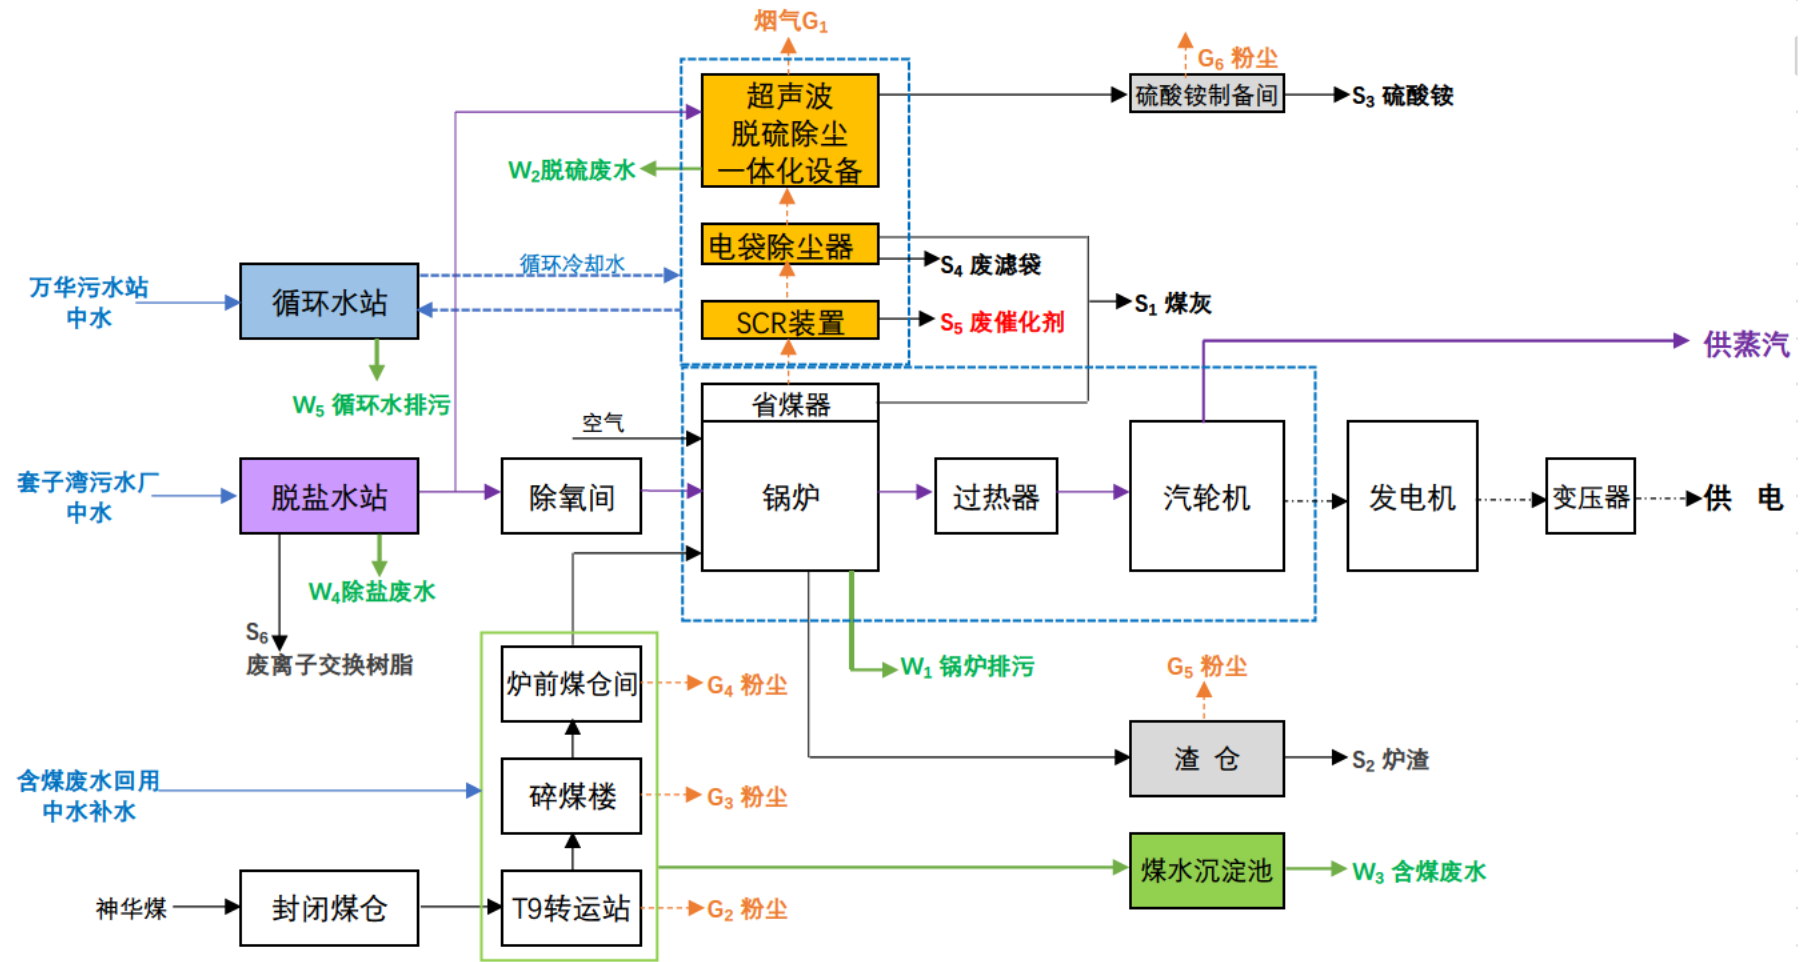 烟气G₁
G₆ 粉尘
超声波
脱硫除尘
一体化设备
硫酸铵制备间
S₃ 硫酸铵
W₂脱硫废水
电袋除尘器
S₄ 废滤袋
循环冷却水
万华污水站
中水
循环水站
S₁ 煤灰
SCR装置
S₅ 废催化剂
供蒸汽
W₅ 循环水排污
省煤器
空气
套子湾污水厂
中水
脱盐水站
除氧间
锅炉
过热器
汽轮机
发电机
变压器
供 电
W₄除盐废水
S₆
废离子交换树脂
炉前煤仓间
G₄ 粉尘
W₁ 锅炉排污
G₅ 粉尘
渣 仓
S₂ 炉渣
含煤废水回用
中水补水
碎煤楼
G₃ 粉尘
煤水沉淀池
W₃ 含煤废水
神华煤
封闭煤仓
T9转运站
G₂ 粉尘